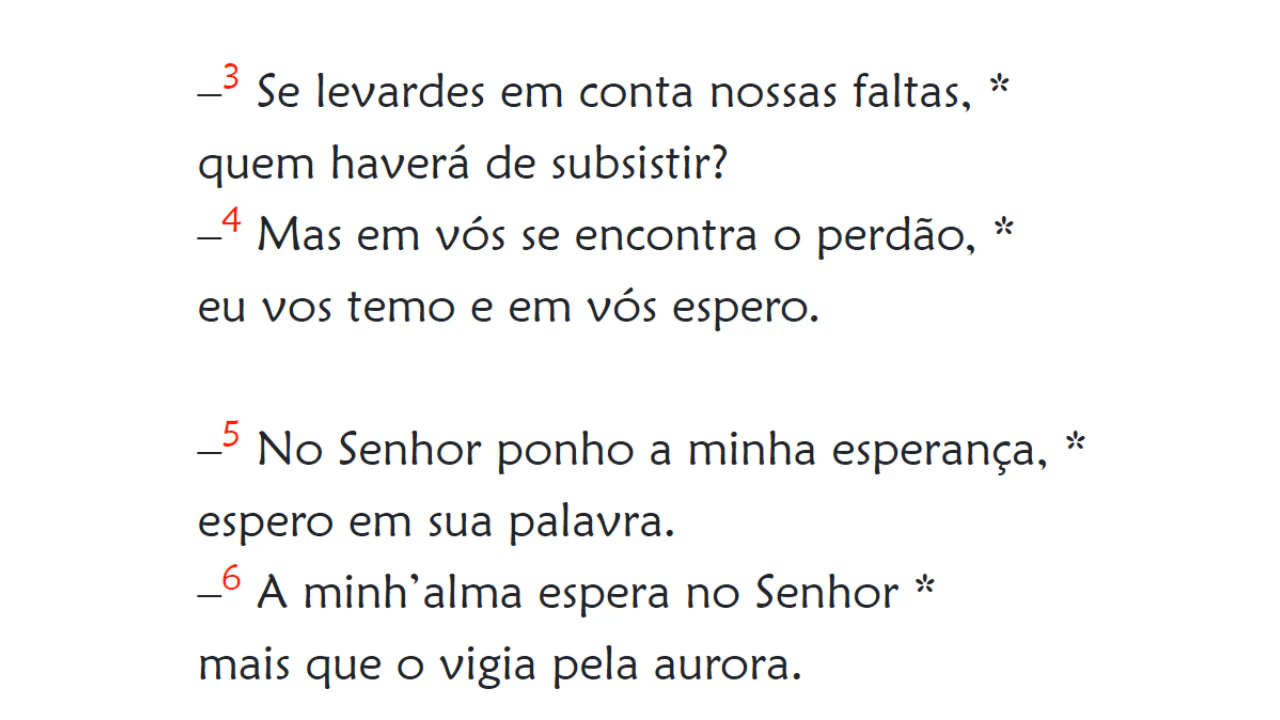 –3 Se levardes em conta nossas faltas, *
quem haverá de subsistir?
–4 Mas em vós se encontra o perdão, *
eu vos temo e em vós espero.
–5 No Senhor ponho a minha esperança, *
espero em sua palavra.
–6 A minh’alma espera no Senhor *
mais que o vigia pela aurora.